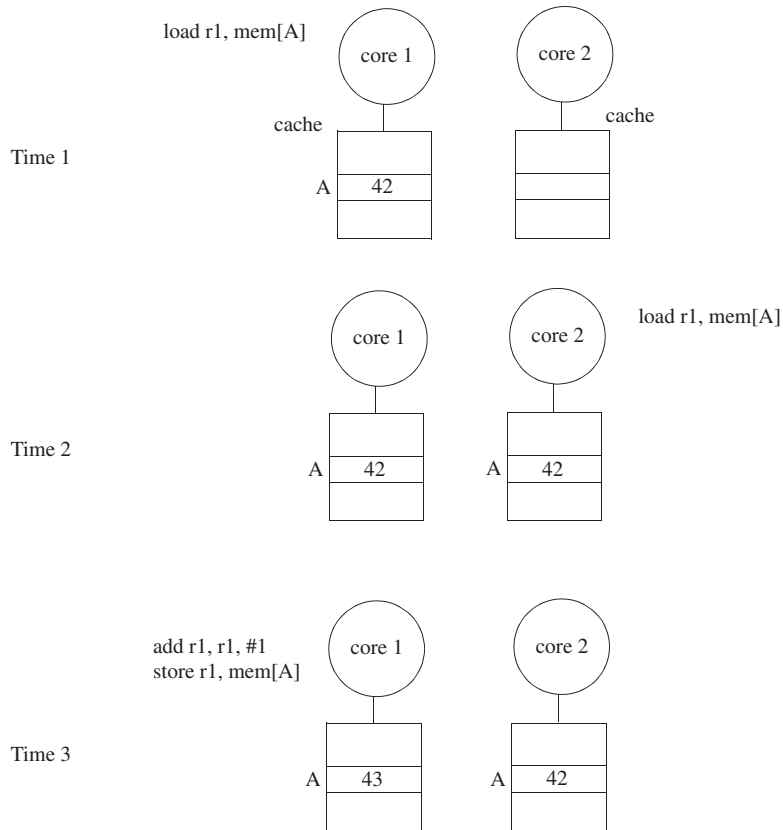 load r1, mem[A]
core 1
core 2
cache
cache
Time 1
A
42
core 1
core 2
load r1, mem[A]
Time 2
A
42
A
42
add r1, r1, #1
store r1, mem[A]
core 1
core 2
Time 3
A
43
A
42